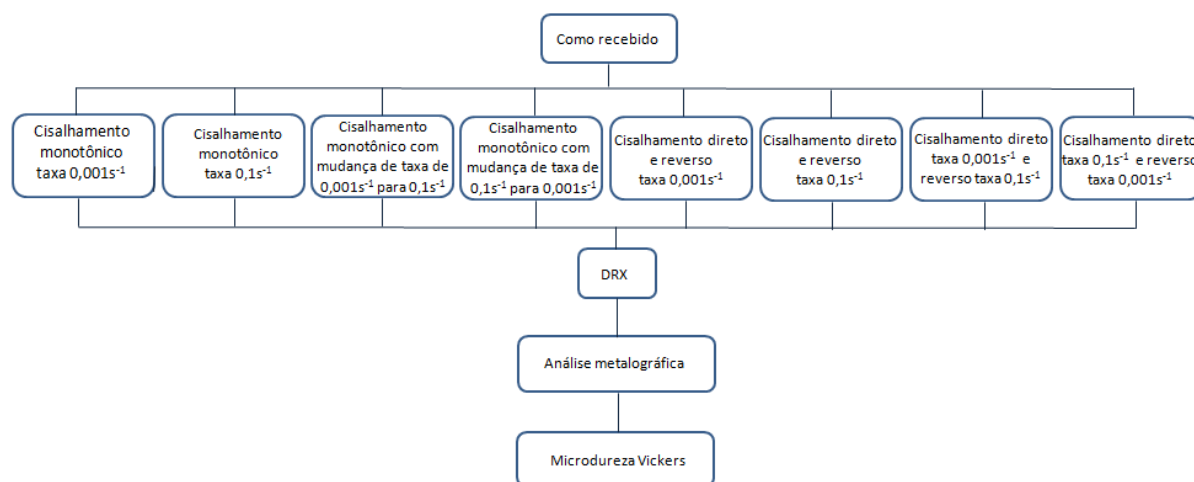 Como recebido
Cisalhamento
monotônico
taxa 0,001s⁻¹
Cisalhamento
monotônico
taxa 0,1s⁻¹
Cisalhamento
monotônico com
mudança de taxa de
0,001s⁻¹ para 0,1s⁻¹
Cisalhamento
monotônico com
mudança de taxa de
0,1s⁻¹ para 0,001s⁻¹
Cisalhamento direto
e reverso
taxa 0,001s⁻¹
Cisalhamento direto
e reverso
taxa 0,1s⁻¹
Cisalhamento direto
taxa 0,001s⁻¹ e
reverso taxa 0,1s⁻¹
Cisalhamento direto
taxa 0,1s⁻¹ e reverso
taxa 0,001s⁻¹
DRX
Análise metalográfica
Microdureza Vickers